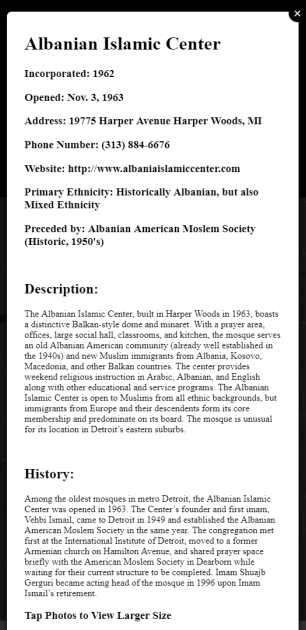 Albanian Islamic Center
Incorporated: 1962
Opened: Nov. 3, 1963
Address: 19775 Harper Avenue Harper Woods, MI
Phone Number: (313) 884-6676
Website: http://www.albaniaislamiccenter.com
Primary Ethnicity: Historically Albanian, but also
Mixed Ethnicity
Preceded by: Albanian American Moslem Society
(Historic, 1950's)
Description:
The Albanian Islamic Center, built in Harper Woods in 1963, boasts
a distinctive Balkan-style dome and minaret. With a prayer area,
offices, large social hall, classrooms, and kitchen, the mosque serves
an old Albanian American community (already well established in
the 1940s) and new Muslim immigrants from Albania, Kosovo,
Macedonia, and other Balkan countries. The center provides
weekend religious instruction in Arabic, Albanian, and English
along with other educational and service programs. The Albanian
Islamic Center is open to Muslims from all ethnic backgrounds, but
immigrants from Europe and their descendents form its core
membership and predominate on its board. The mosque is unusual
for its location in Detroit's eastern suburbs.
History:
Among the oldest mosques in metro Detroit, the Albanian Islamic
Center was opened in 1963. The Center's founder and first imam,
Vehbi Ismail, came to Detroit in 1949 and established the Albanian
American Moslem Society in the same year. The congregation met
first at the International Institute of Detroit, moved to a former
Armenian church on Hamilton Avenue, and shared prayer space
briefly with the American Moslem Society in Dearborn while
waiting for their current structure to be completed. Imam Shuajb
Gerguri became acting head of the mosque in 1996 upon Imam
Ismail's retirement.
Tap Photos to View Larger Size